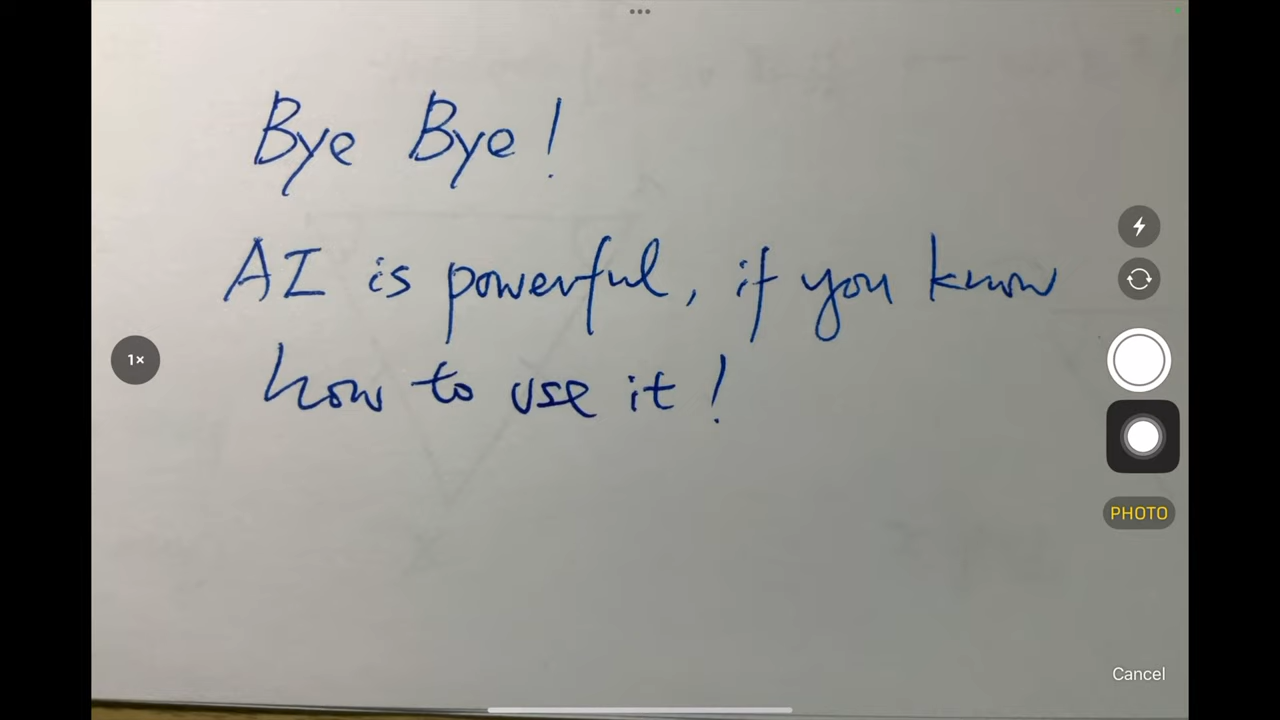 Bye Bye!
AI is powerful, if you know
how to use it!
1×
PHOTO
Cancel